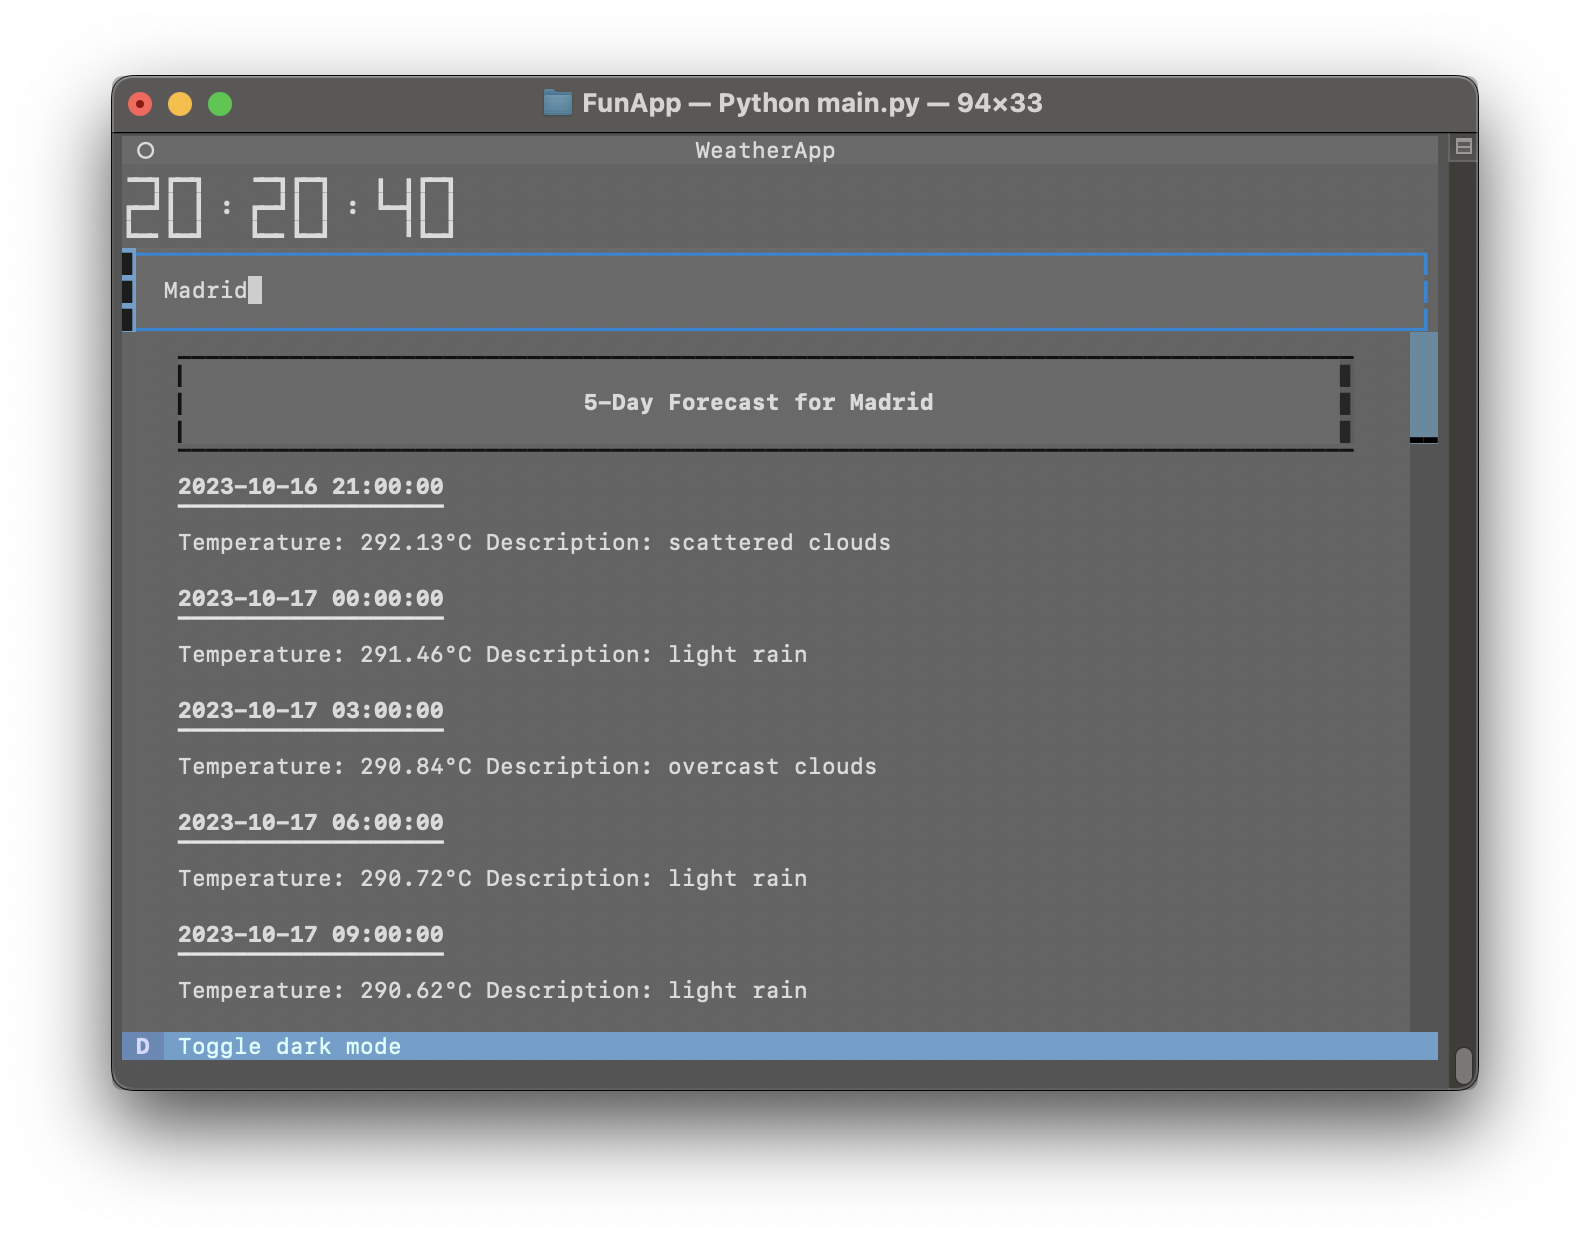 FunApp — Python main.py — 94×33
WeatherApp
20:20:40
Madrid
5-Day Forecast for Madrid
2023-10-16 21:00:00
Temperature: 292.13°C Description: scattered clouds
2023-10-17 00:00:00
Temperature: 291.46°C Description: light rain
2023-10-17 03:00:00
Temperature: 290.84°C Description: overcast clouds
2023-10-17 06:00:00
Temperature: 290.72°C Description: light rain
2023-10-17 09:00:00
Temperature: 290.62°C Description: light rain
D Toggle dark mode